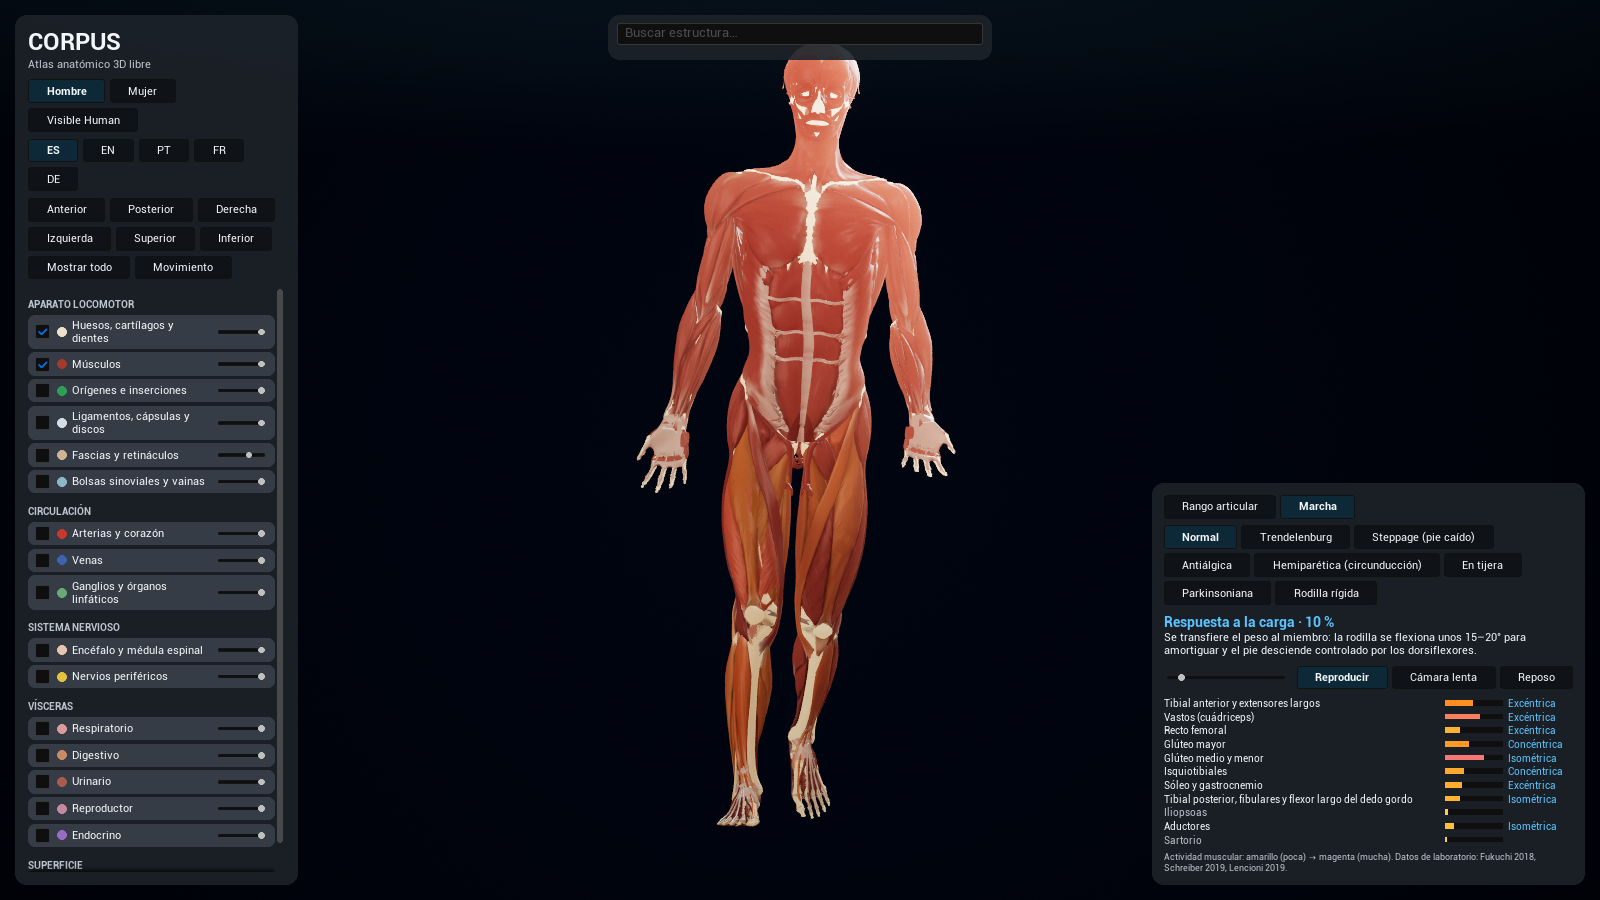 CORPUS
Atlas anatómico 3D libre
Hombre
Mujer
Visible Human
ES
EN
PT
FR
DE
Anterior
Posterior
Derecha
Izquierda
Superior
Inferior
Mostrar todo
Movimiento
APARATO LOCOMOTOR
Huesos, cartílagos y
dientes
Músculos
Orígenes e inserciones
Ligamentos, cápsulas y
discos
Fascias y retináculos
Bolsas sinoviales y vainas
CIRCULACIÓN
Arterias y corazón
Venas
Ganglios y órganos
linfáticos
SISTEMA NERVIOSO
Encéfalo y médula espinal
Nervios periféricos
VÍSCERAS
Respiratorio
Digestivo
Urinario
Reproductor
Endocrino
SUPERFICIE
Buscar estructura...
Rango articular
Marcha
Normal
Trendelenburg
Steppage (pie caído)
Antiálgica
Hemiparética (circunducción)
En tijera
Parkinsoniana
Rodilla rígida
Respuesta a la carga · 10 %
Se transfiere el peso al miembro: la rodilla se flexiona unos 15–20° para
amortiguar y el pie desciende controlado por los dorsiflexores.
Reproducir
Cámara lenta
Reposo
Tibial anterior y extensores largos Excéntrica
Vastos (cuádriceps) Excéntrica
Recto femoral Excéntrica
Glúteo mayor Concéntrica
Glúteo medio y menor Isométrica
Isquiotibiales Concéntrica
Sóleo y gastrocnemio Excéntrica
Tibial posterior, fibulares y flexor largo del dedo gordo Isométrica
Iliopsoas
Aductores Isométrica
Sartorio
Actividad muscular: amarillo (poca) → magenta (mucha). Datos de laboratorio: Fukuchi 2018,
Schreiber 2019, Lencioni 2019.